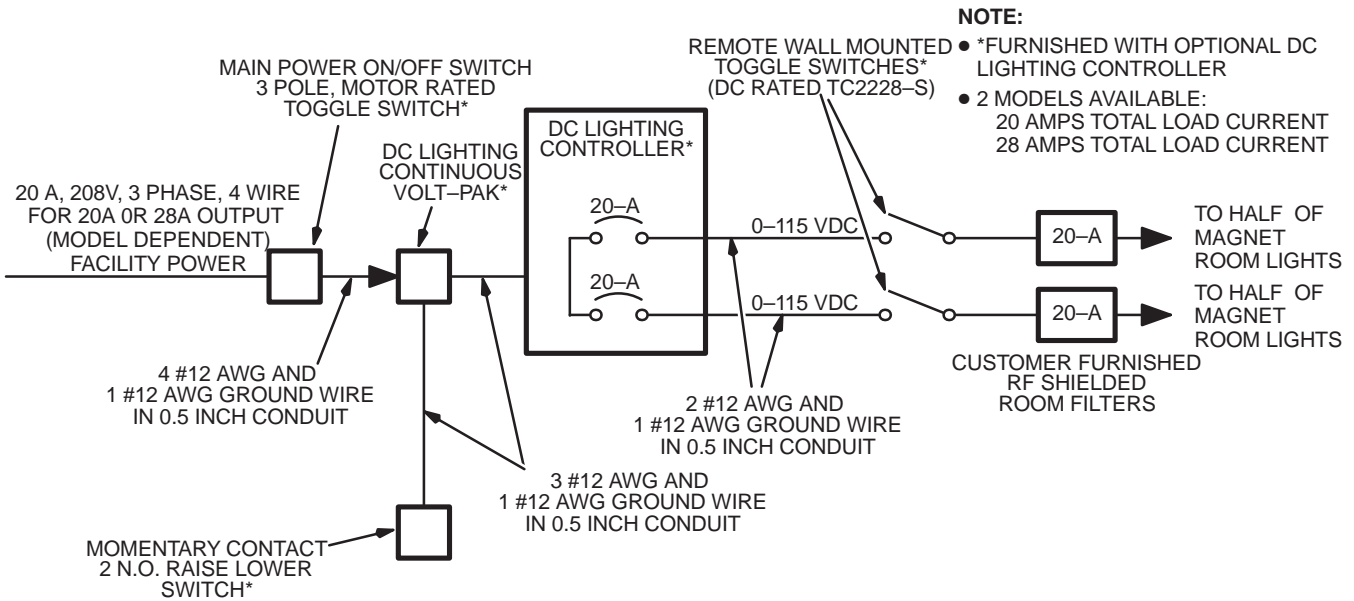 NOTE:
• *FURNISHED WITH OPTIONAL DC
LIGHTING CONTROLLER
• 2 MODELS AVAILABLE:
20 AMPS TOTAL LOAD CURRENT
28 AMPS TOTAL LOAD CURRENT
REMOTE WALL MOUNTED
TOGGLE SWITCHES*
(DC RATED TC2228–S)
MAIN POWER ON/OFF SWITCH
3 POLE, MOTOR RATED
TOGGLE SWITCH*
DC LIGHTING
CONTINUOUS
VOLT–PAK*
DC LIGHTING
CONTROLLER*
20 A, 208V, 3 PHASE, 4 WIRE
FOR 20A 0R 28A OUTPUT
(MODEL DEPENDENT)
FACILITY POWER
20–A
0–115 VDC
20–A
TO HALF OF
MAGNET
ROOM LIGHTS
20–A
0–115 VDC
20–A
TO HALF OF
MAGNET
ROOM LIGHTS
CUSTOMER FURNISHED
RF SHIELDED
ROOM FILTERS
4 #12 AWG AND
1 #12 AWG GROUND WIRE
IN 0.5 INCH CONDUIT
2 #12 AWG AND
1 #12 AWG GROUND WIRE
IN 0.5 INCH CONDUIT
3 #12 AWG AND
1 #12 AWG GROUND WIRE
IN 0.5 INCH CONDUIT
MOMENTARY CONTACT
2 N.O. RAISE LOWER
SWITCH*